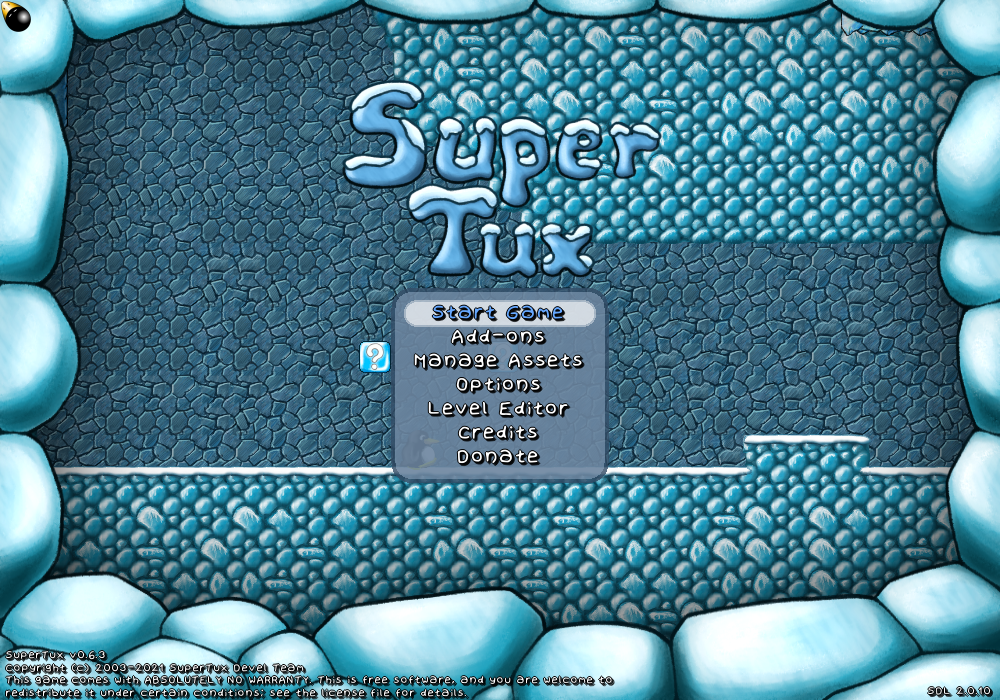 Super
Tux
Start Game
Add-ons
Manage Assets
?
Options
Level Editor
Credits
Donate
SuperTux v0.6.3
Copyright (c) 2003-2021 SuperTux Devel Team
This game comes with ABSOLUTELY NO WARRANTY. This is free software, and you are welcome to
redistribute it under certain conditions; see the license file for details.
SDL 2.0.10